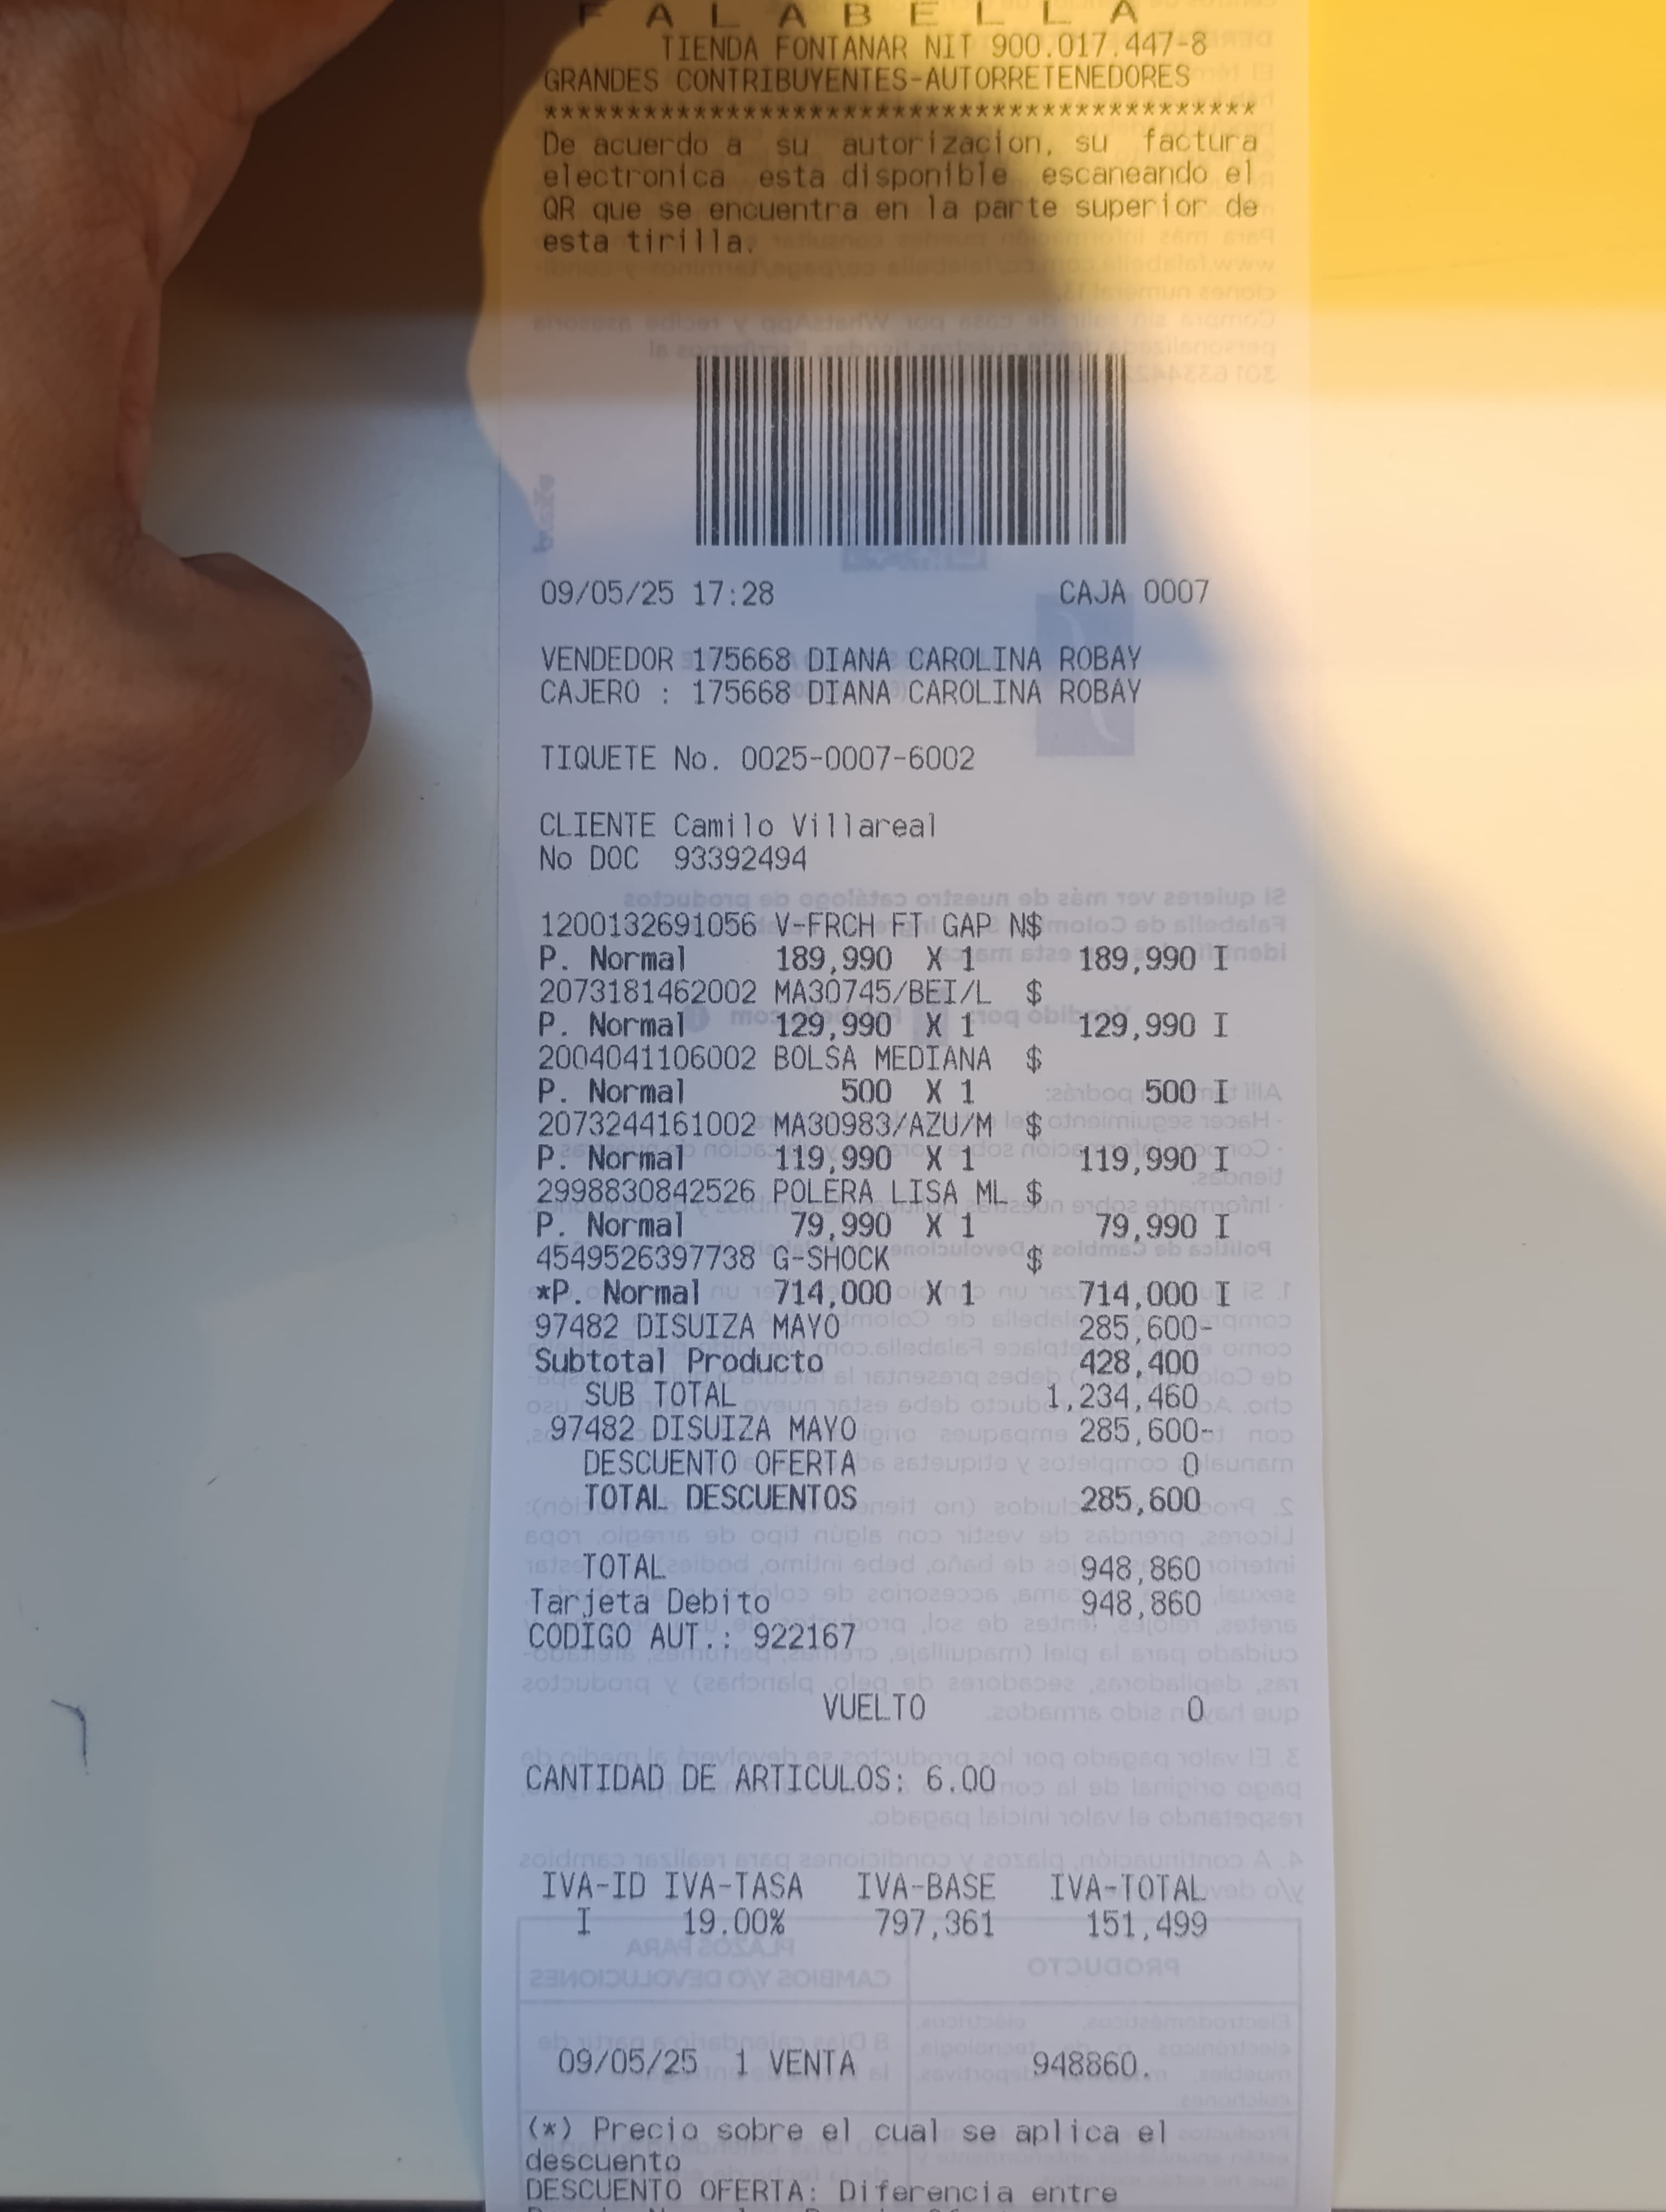 FALABELLA
TIENDA FONTANAR NIT 900.017.447-8
GRANDES CONTRIBUYENTES-AUTORRETENEDORES
*******************************************
De acuerdo a su autorizacion, su factura
electronica esta disponible escaneando el
QR que se encuentra en la parte superior de
esta tirilla.
09/05/25 17:28 CAJA 0007
VENDEDOR 175668 DIANA CAROLINA ROBAY
CAJERO : 175668 DIANA CAROLINA ROBAY
TIQUETE No. 0025-0007-6002
CLIENTE Camilo Villareal
No DOC 93392494
1200132691056 V-FRCH FT GAP N$
P. Normal 189,990 X 1 189,990 I
2073181462002 MA30745/BEI/L $
P. Normal 129,990 X 1 129,990 I
2004041106002 BOLSA MEDIANA $
P. Normal 500 X 1 500 I
2073244161002 MA30983/AZU/M $
P. Normal 119,990 X 1 119,990 I
2998830842526 POLERA LISA ML $
P. Normal 79,990 X 1 79,990 I
4549526397738 G-SHOCK $
*P. Normal 714,000 X 1 714,000 I
97482 DISUIZA MAYO 285,600-
Subtotal Producto 428,400
SUB TOTAL 1,234,460
97482 DISUIZA MAYO 285,600-
DESCUENTO OFERTA 0
TOTAL DESCUENTOS 285,600
TOTAL 948,860
Tarjeta Debito 948,860
CODIGO AUT.: 922167
VUELTO 0
CANTIDAD DE ARTICULOS: 6.00
IVA-ID IVA-TASA IVA-BASE IVA-TOTAL
I 19.00% 797,361 151,499
09/05/25 1 VENTA 948860.
(*) Precio sobre el cual se aplica el
descuento
DESCUENTO OFERTA: Diferencia entre